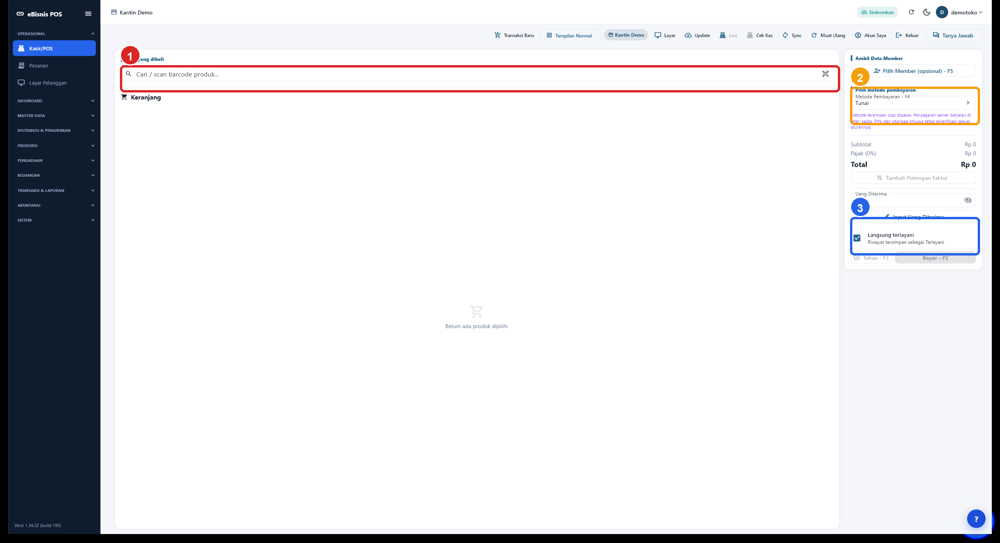 eBisnis POS
OPERASIONAL
Kasir/POS
Pesanan
Layar Pelanggan
DASHBOARD
MASTER DATA
DISTRIBUSI & PENGIRIMAN
PRODUKSI
PENGADAAN
KEUANGAN
TRANSAKSI & LAPORAN
AKUNTANSI
SISTEM
Versi 1.34.32 (build 195)
Kantin Demo
Sinkronkan
D
demotoko
Transaksi Baru
Tampilan Normal
Kantin Demo
Layar
Update
Laci
Cek Kas
Sync
Muat Ulang
Akun Saya
Keluar
Tanya Jawab
1
yang dibeli
Cari / scan barcode produk...
Keranjang
Belum ada produk dipilih.
Ambil Data Member
Pilih Member (opsional) - F5
2
Pilih metode pembayaran
Metode Pembayaran - F4
Tunai
Metode tersimpan siap dipakai. Penyegaran server berjalan di
latar; saldo, PIN, dan otorisasi khusus tetap diverifikasi sesuai
aturannya.
Subtotal Rp 0
Pajak (0%) Rp 0
Total Rp 0
Tambah Potongan Faktur
Uang Diterima
3
Input Uang Diterima
Langsung terlayani
Riwayat tersimpan sebagai Terlayani
Tahan - F3
Bayar - F2
?